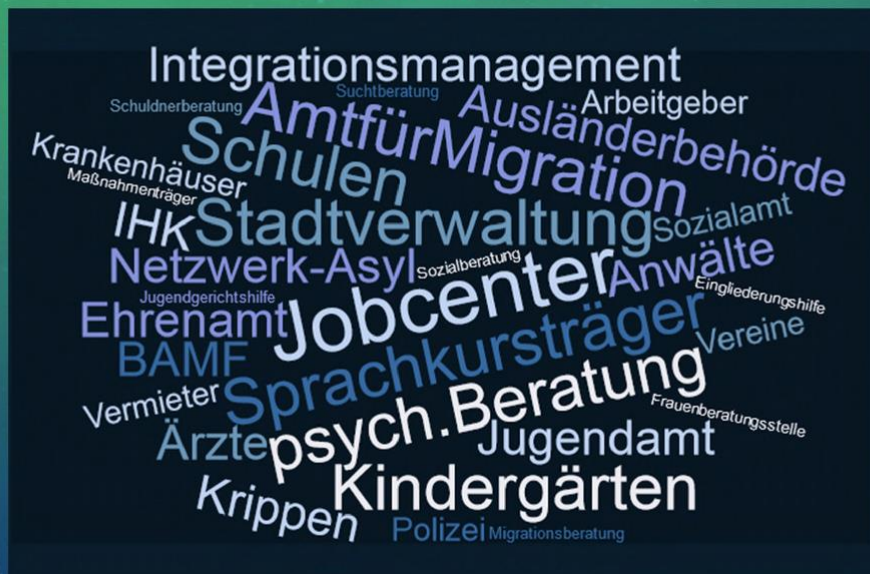 Integrationsmanagement
Suchtberatung
Schuldnerberatung
AmtfürMigration
Ausländerbehörde
Arbeitgeber
Schulen
Krankenhäuser
Maßnahmenträger
IHK
Stadtverwaltung
Sozialamt
Netzwerk-Asyl
Sozialberatung
Jobcenter
Anwälte
Eingliederungshilfe
Jugendgerichtshilfe
Ehrenamt
BAMF
Sprachkursträger
Vereine
Vermieter
psych.Beratung
Frauenberatungsstelle
Ärzte
Jugendamt
Kindergärten
Krippen
Polizei
Migrationsberatung